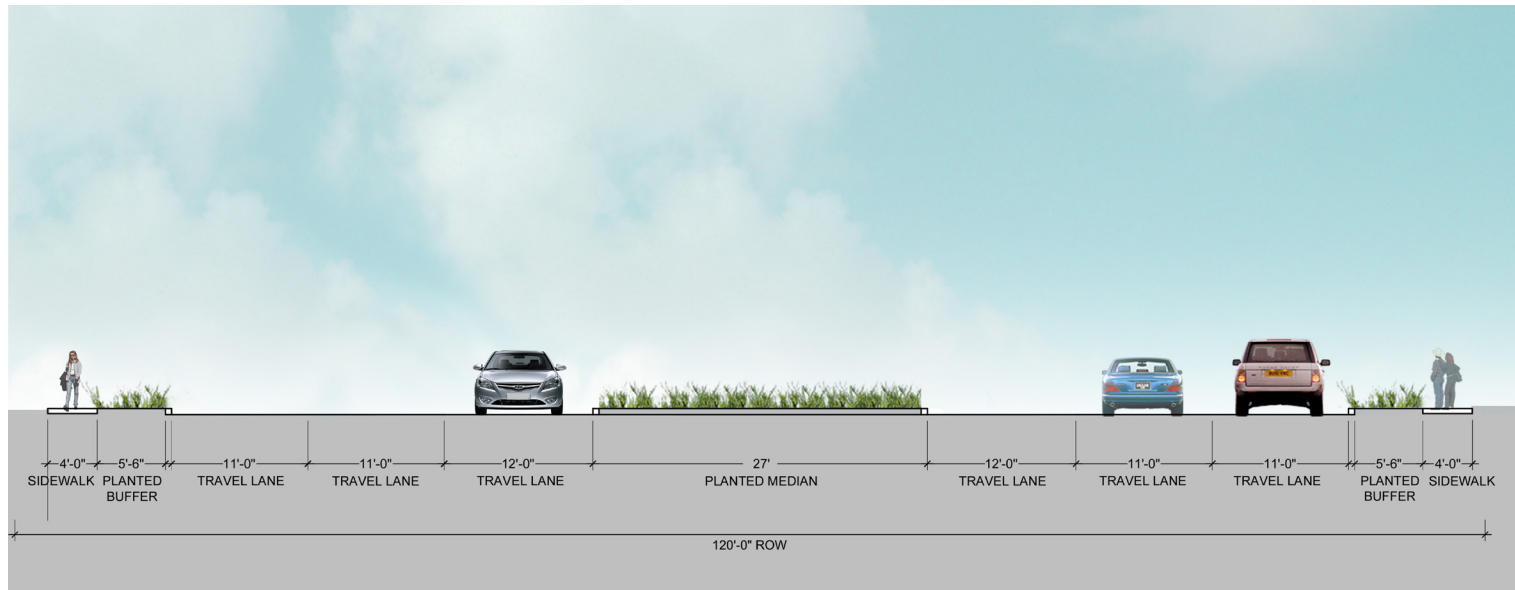 4'-0" 5'-6" 11'-0" 11'-0" 12'-0" 27' 12'-0" 11'-0" 11'-0" 5'-6" 4'-0"
SIDEWALK PLANTED TRAVEL LANE TRAVEL LANE TRAVEL LANE PLANTED MEDIAN TRAVEL LANE TRAVEL LANE TRAVEL LANE PLANTED SIDEWALK
BUFFER BUFFER
120'-0" ROW